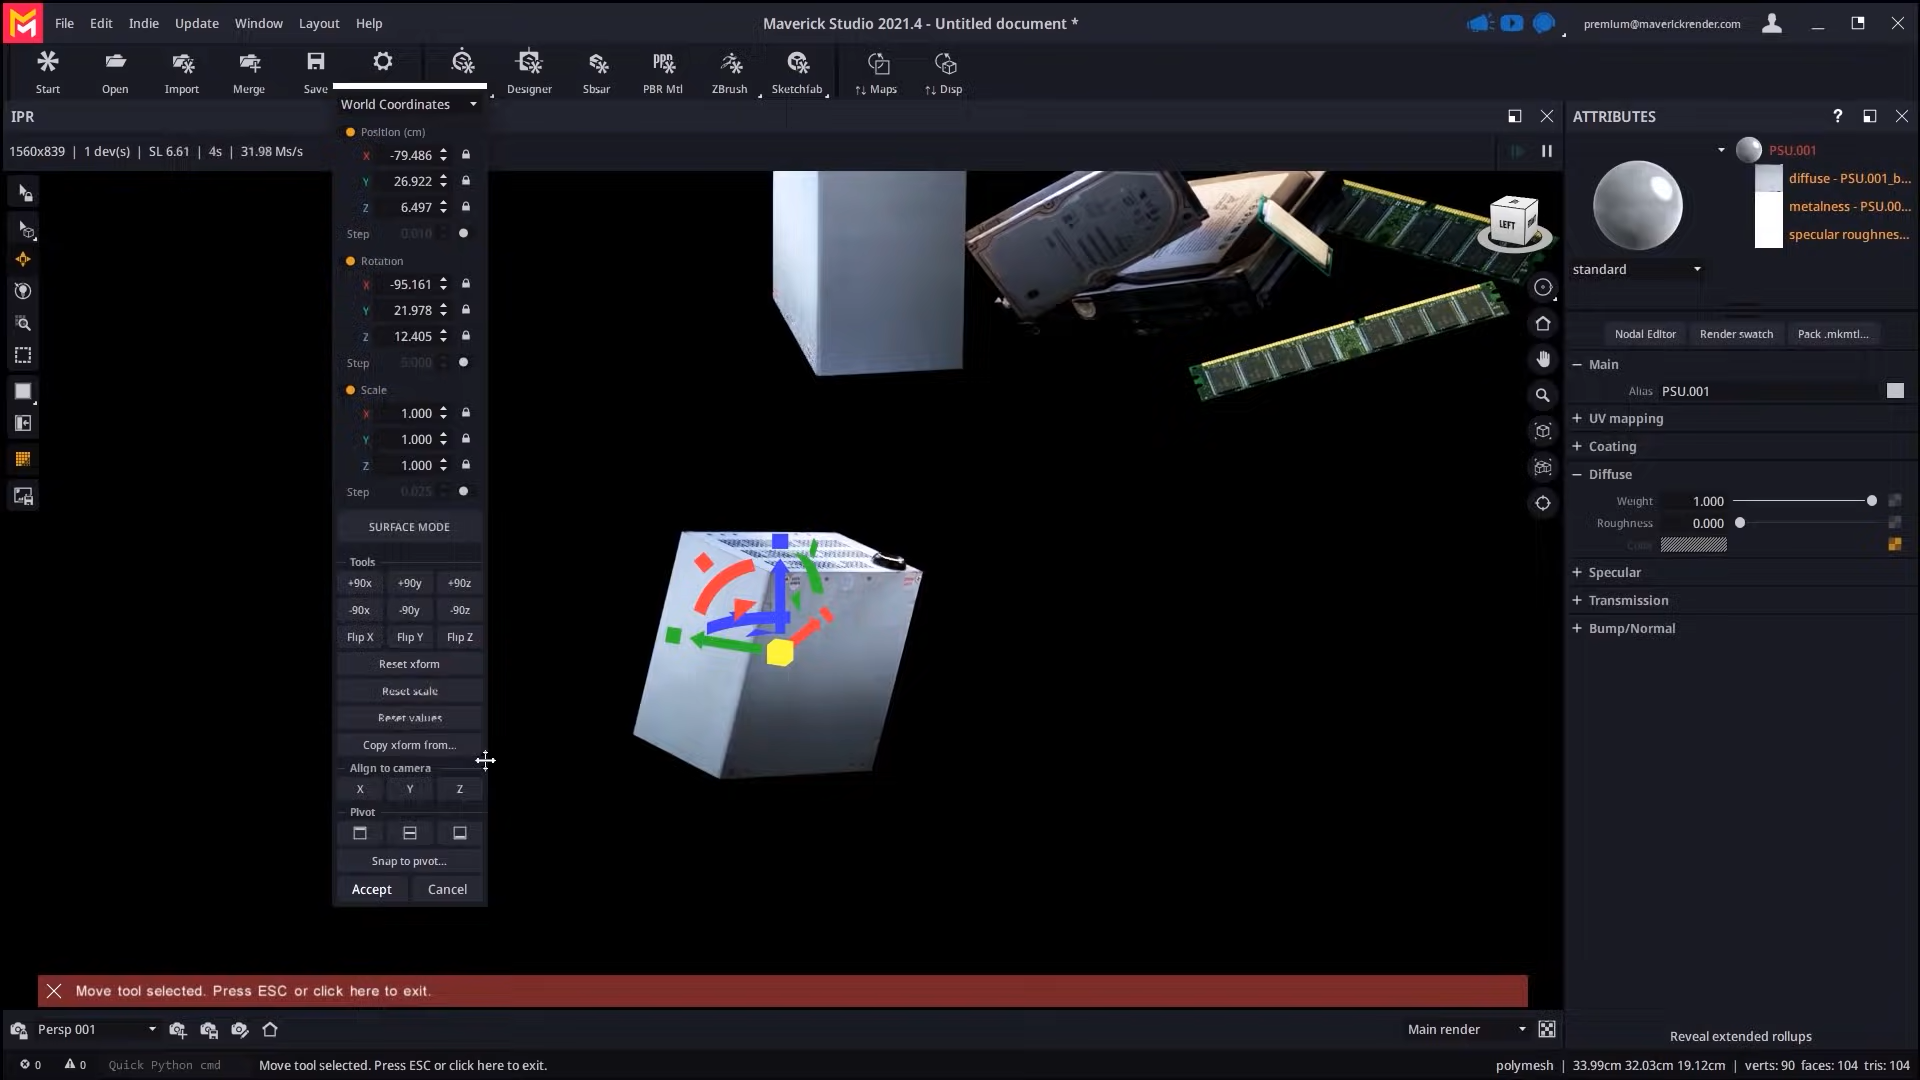 File Edit Indie Update Window Layout Help
Maverick Studio 2021.4 - Untitled document *
premium@maverickrender.com
Start Open Import Merge Save Designer Sbsar PBR Mtl ZBrush Sketchfab ↑↓ Maps ↑↓ Disp
World Coordinates
IPR
ATTRIBUTES
Position (cm)
1560x839 | 1 dev(s) | SL 6.61 | 4s | 31.98 Ms/s
X -79.486
Y 26.922
Z 6.497
Step 0.010
Rotation
X -95.161
Y 21.978
Z 12.405
Step 5.000
Scale
X 1.000
Y 1.000
Z 1.000
Step 0.025
SURFACE MODE
Tools
+90x +90y +90z
-90x -90y -90z
Flip X Flip Y Flip Z
Reset xform
Reset scale
Reset values
Copy xform from...
Align to camera
X Y Z
Pivot
Snap to pivot...
Accept Cancel
LEFT
PSU.001
diffuse - PSU.001_b...
metalness - PSU.00...
specular roughnes...
standard
Nodal Editor Render swatch Pack .mkmtl...
Main
Alias PSU.001
UV mapping
Coating
Diffuse
Weight 1.000
Roughness 0.000
Color
Specular
Transmission
Bump/Normal
Move tool selected. Press ESC or click here to exit.
Persp 001
Main render
Reveal extended rollups
0 0 Quick Python cmd Move tool selected. Press ESC or click here to exit.
polymesh | 33.99cm 32.03cm 19.12cm | verts: 90 faces: 104 tris: 104